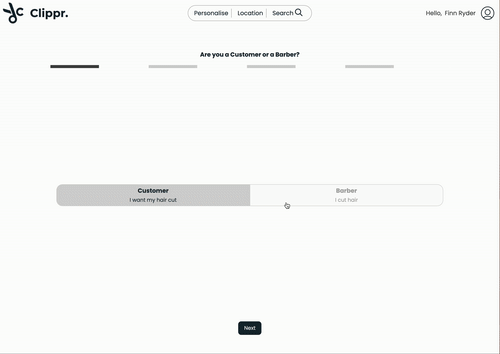 Clippr.
Personalise Location Search
Hello, Finn Ryder
Are you a Customer or a Barber?
Customer
I want my hair cut
Barber
I cut hair
Next